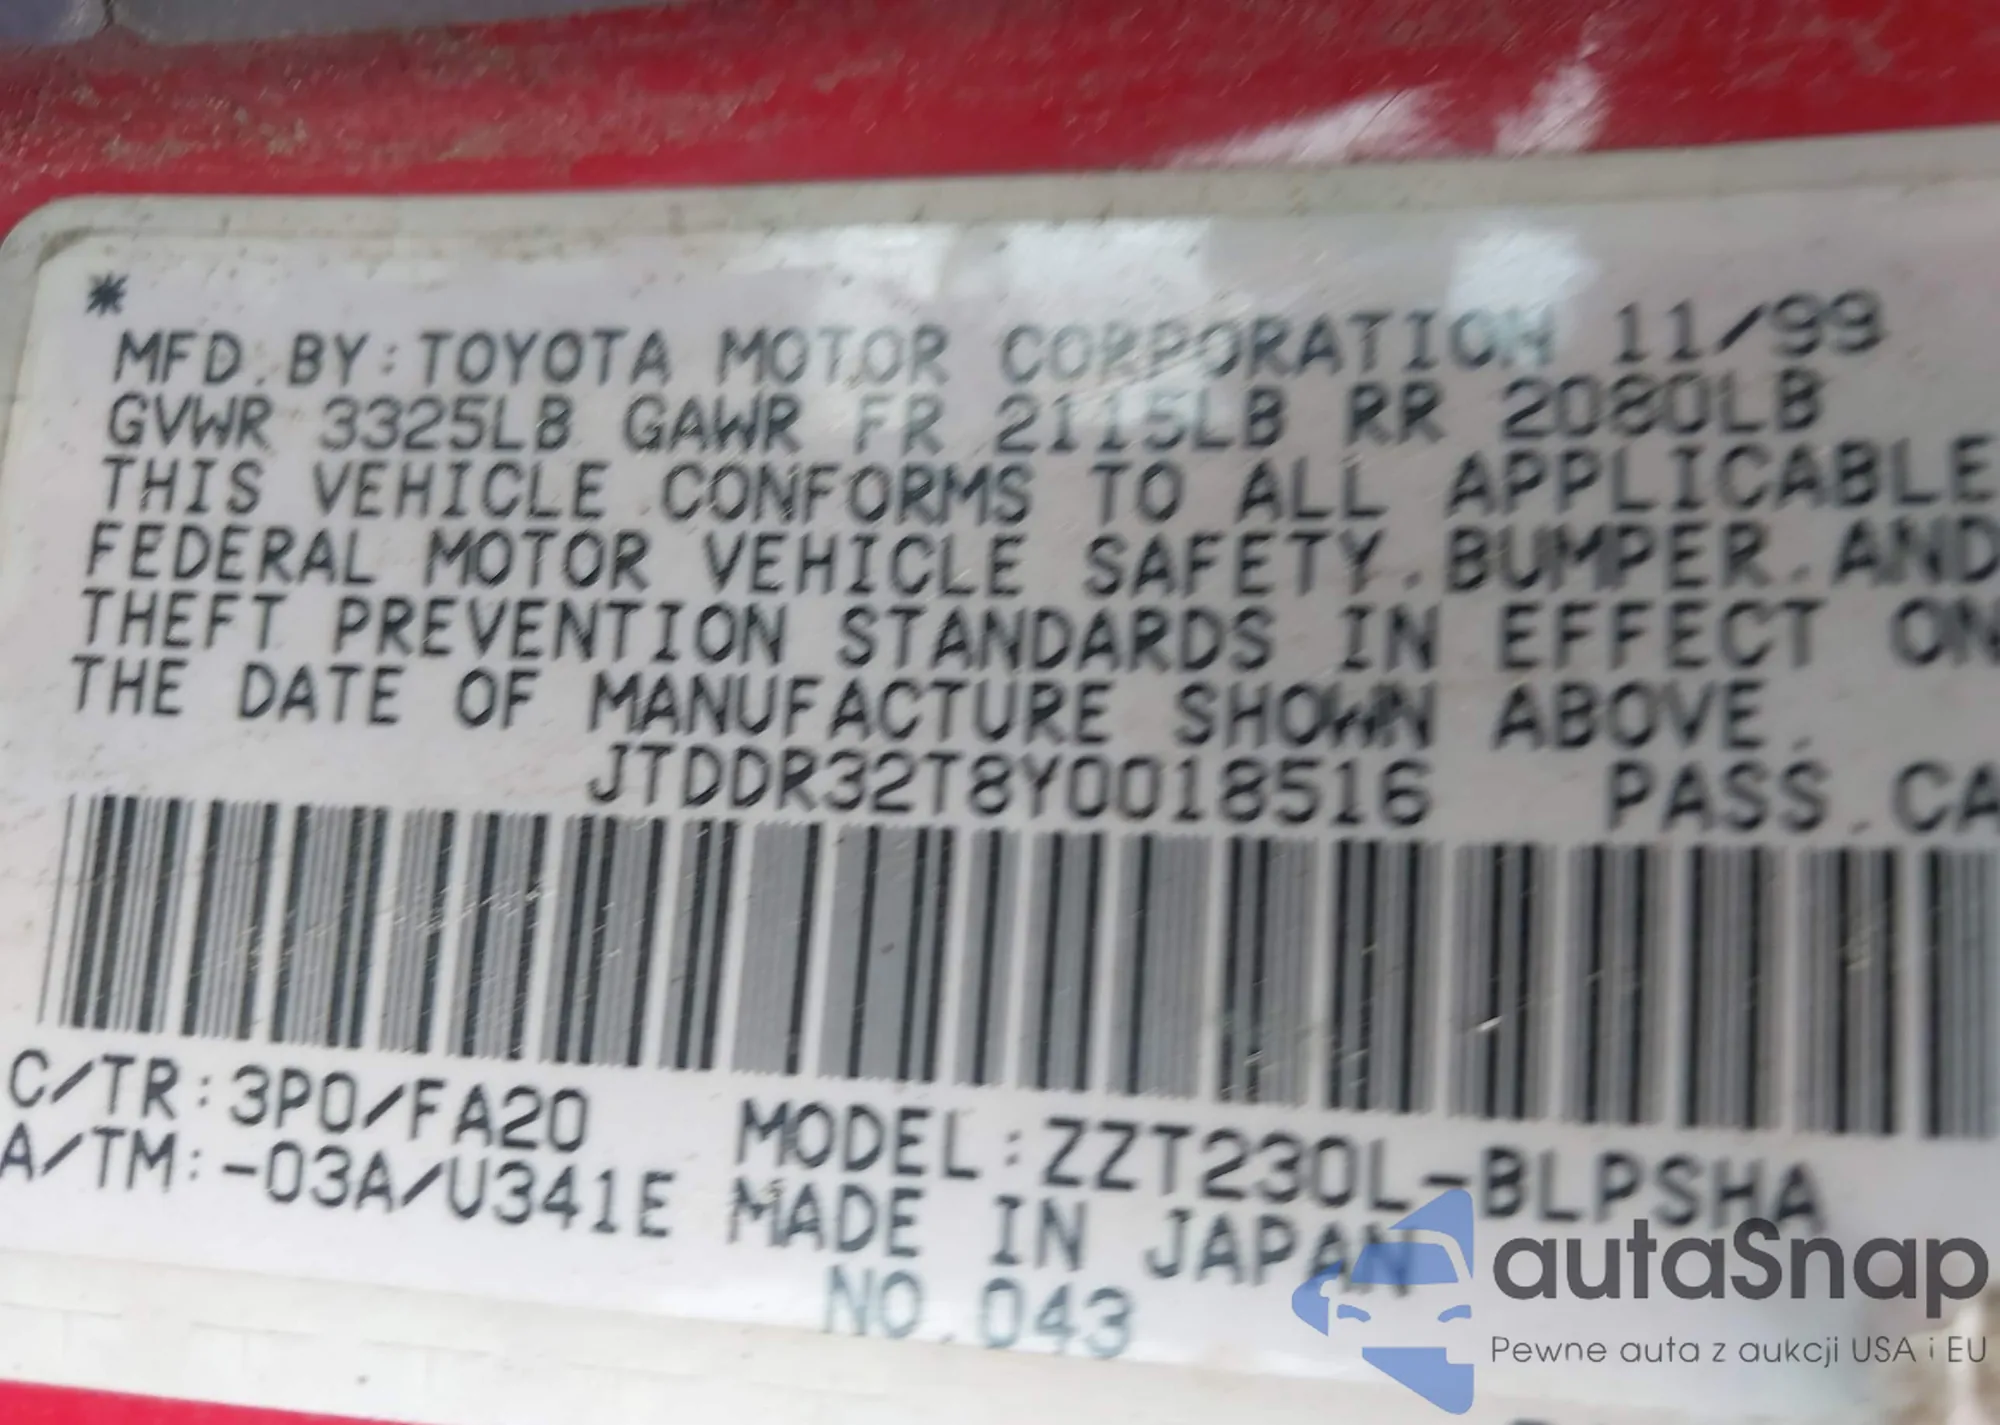 *
MFD. BY: TOYOTA MOTOR CORPORATION 11/99
GVWR 3325LB GAWR FR 2115LB RR 2080LB
THIS VEHICLE CONFORMS TO ALL APPLICABLE
FEDERAL MOTOR VEHICLE SAFETY, BUMPER, AND
THEFT PREVENTION STANDARDS IN EFFECT ON
THE DATE OF MANUFACTURE SHOWN ABOVE.
JTDDR32T8Y0018516 PASS. CA
C/TR: 3P0/FA20 MODEL: ZZT230L-BLPSHA
A/TM: -03A/U341E MADE IN JAPAN
NO. 043
autaSnap
Pewne auta z aukcji USA i EU